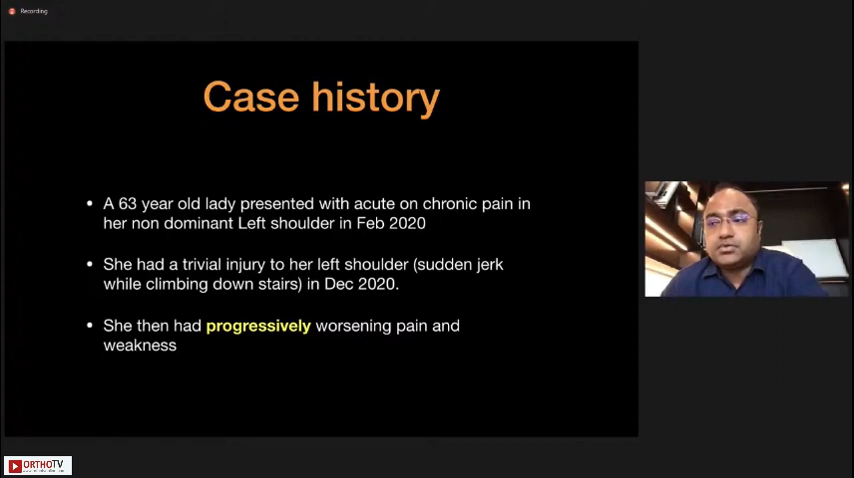 Recording
Case history
• A 63 year old lady presented with acute on chronic pain in
her non dominant Left shoulder in Feb 2020
• She had a trivial injury to her left shoulder (sudden jerk
while climbing down stairs) in Dec 2020.
• She then had progressively worsening pain and
weakness
ORTHOTV